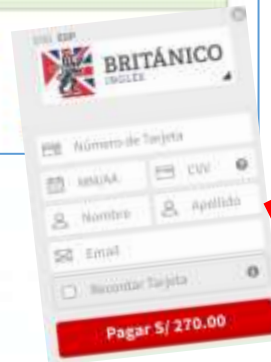 ENG ESP
BRITÁNICO
INGLÉS
Número de Tarjeta
MM/AA
CVV
Nombre
Apellido
Email
Recordar Tarjeta
Pagar S/ 270.00